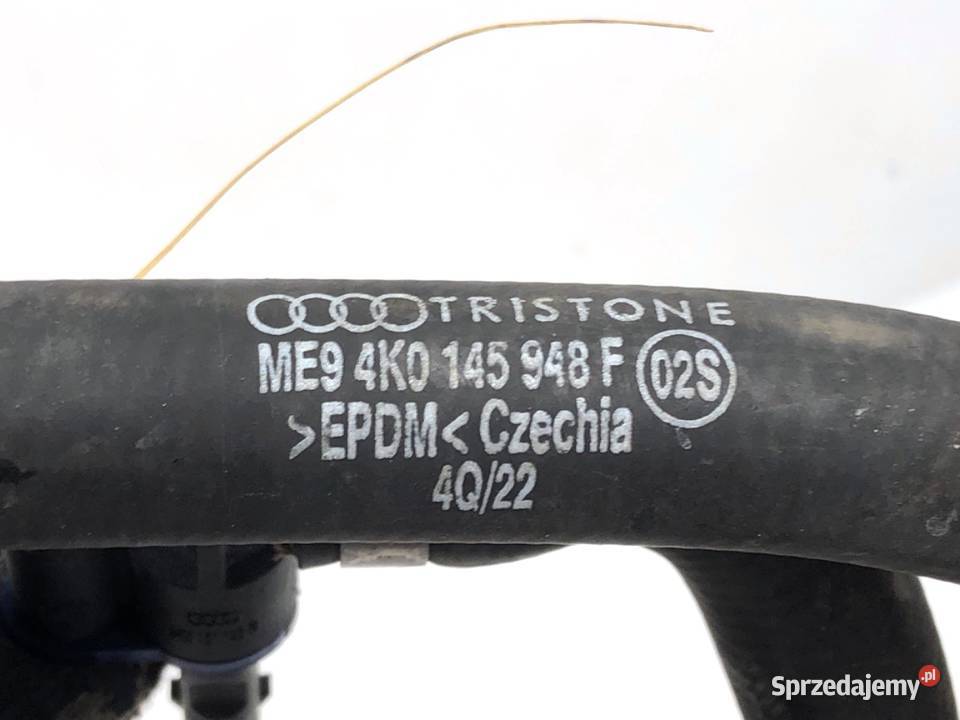 TRISTONE
ME9 4K0 145 948 F 02S
>EPDM< Czechia
4Q/22
Sprzedajemy.pl